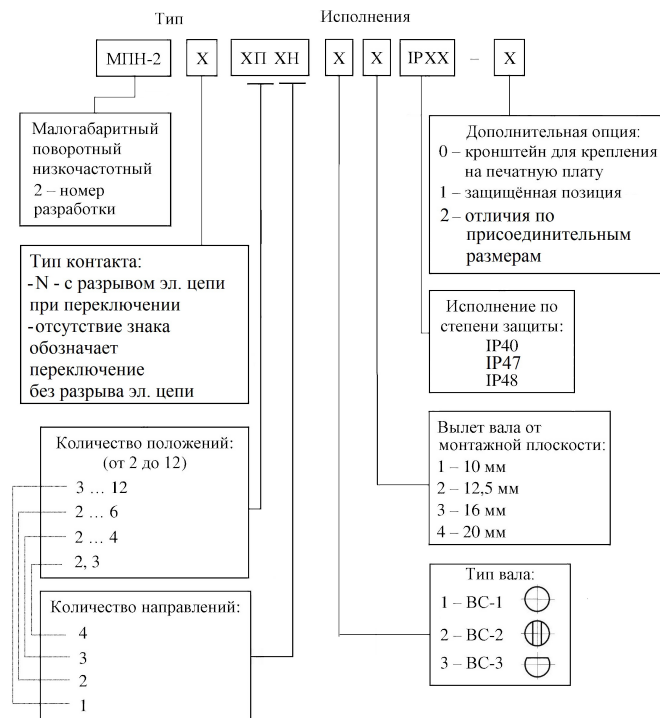 Тип Исполнения
МПН-2 X ХП ХН X X IPXX – X
Малогабаритный
поворотный
низкочастотный
2 – номер
разработки
Дополнительная опция:
0 – кронштейн для крепления
на печатную плату
1 – защищённая позиция
2 – отличия по
присоединительным
размерам
Тип контакта:
-N - с разрывом эл. цепи
при переключении
-отсутствие знака
обозначает
переключение
без разрыва эл. цепи
Исполнение по
степени защиты:
IP40
IP47
IP48
Количество положений:
(от 2 до 12)
3 ... 12
2 ... 6
2 ... 4
2, 3
Вылет вала от
монтажной плоскости:
1 – 10 мм
2 – 12,5 мм
3 – 16 мм
4 – 20 мм
Количество направлений:
4
3
2
1
Тип вала:
1 – ВС-1
2 – ВС-2
3 – ВС-3